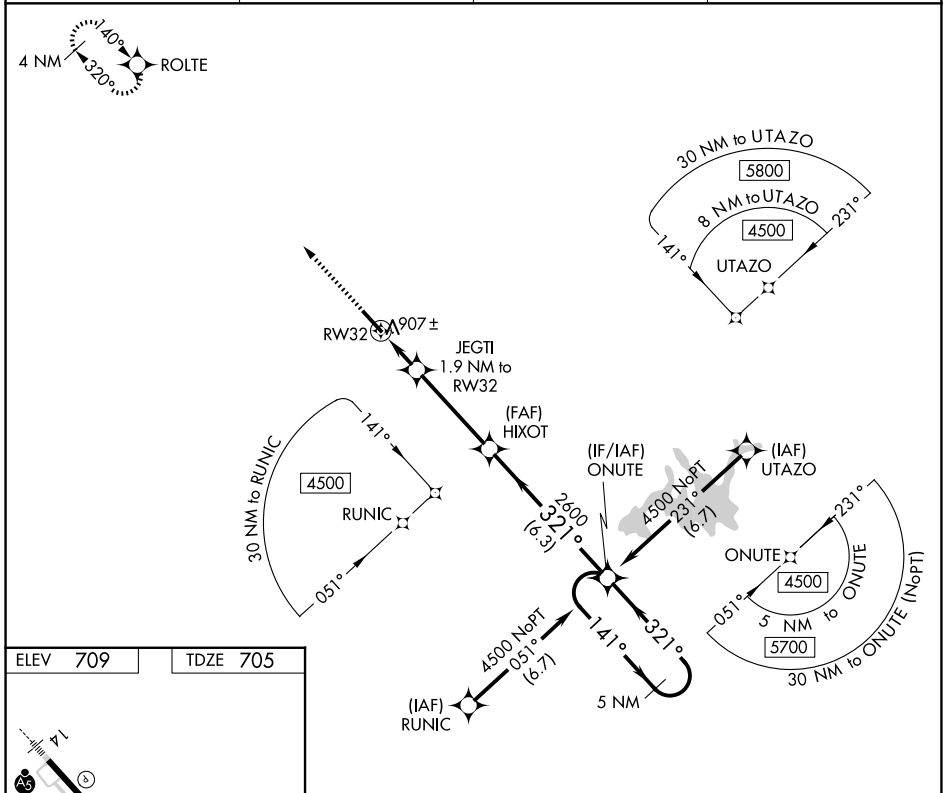 140°
4 NM
320°
ROLTE
30 NM to UTAZO
5800
8 NM to UTAZO
4500
141°
231°
UTAZO
RW32
907 ±
JEGTI
1.9 NM to
RW32
(FAF)
HIXOT
(IF/IAF)
ONUTE
(IAF)
UTAZO
30 NM to RUNIC
141°
4500
RUNIC
051°
2600
321°
(6.3)
4500 NoPT
231°
(6.7)
231°
ONUTE
4500
051°
5 NM to ONUTE
5700
30 NM to ONUTE (NoPT)
4500 NoPT
051°
(6.7)
141°
321°
5 NM
(IAF)
RUNIC
ELEV 709
TDZE 705
14
A5
P